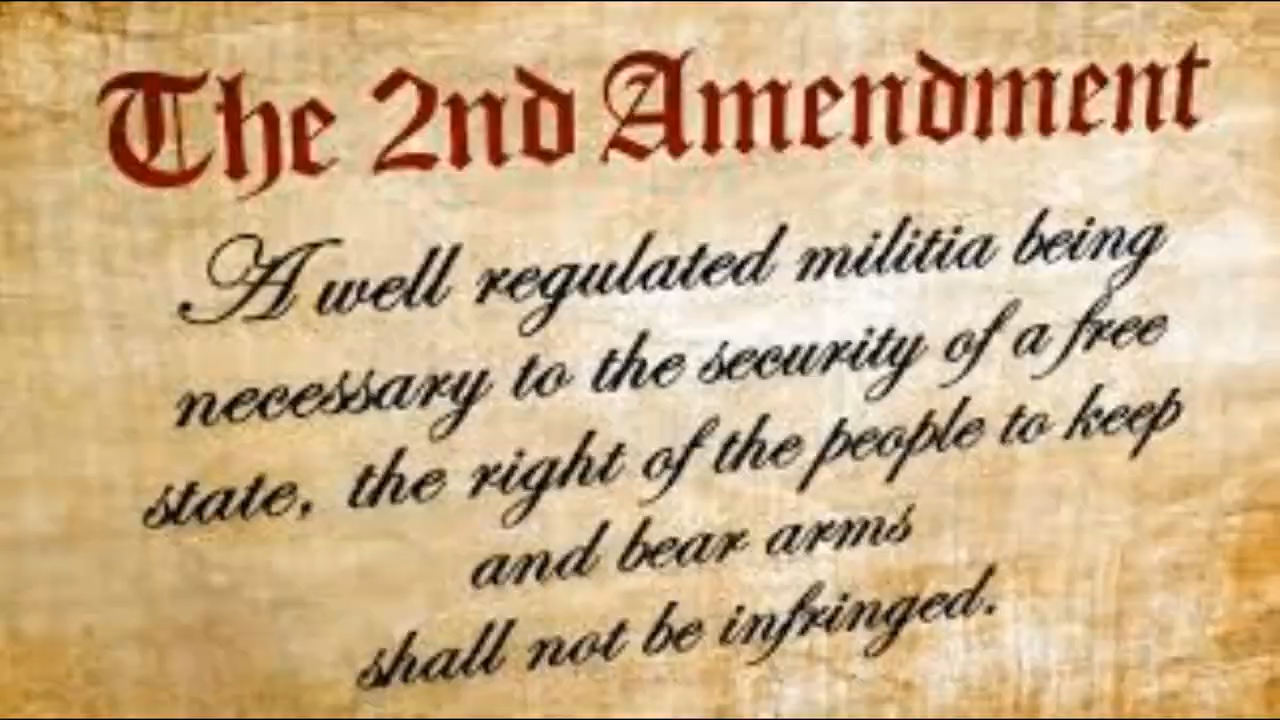 The 2nd Amendment
A well regulated militia being
necessary to the security of a free
state, the right of the people to keep
and bear arms
shall not be infringed.